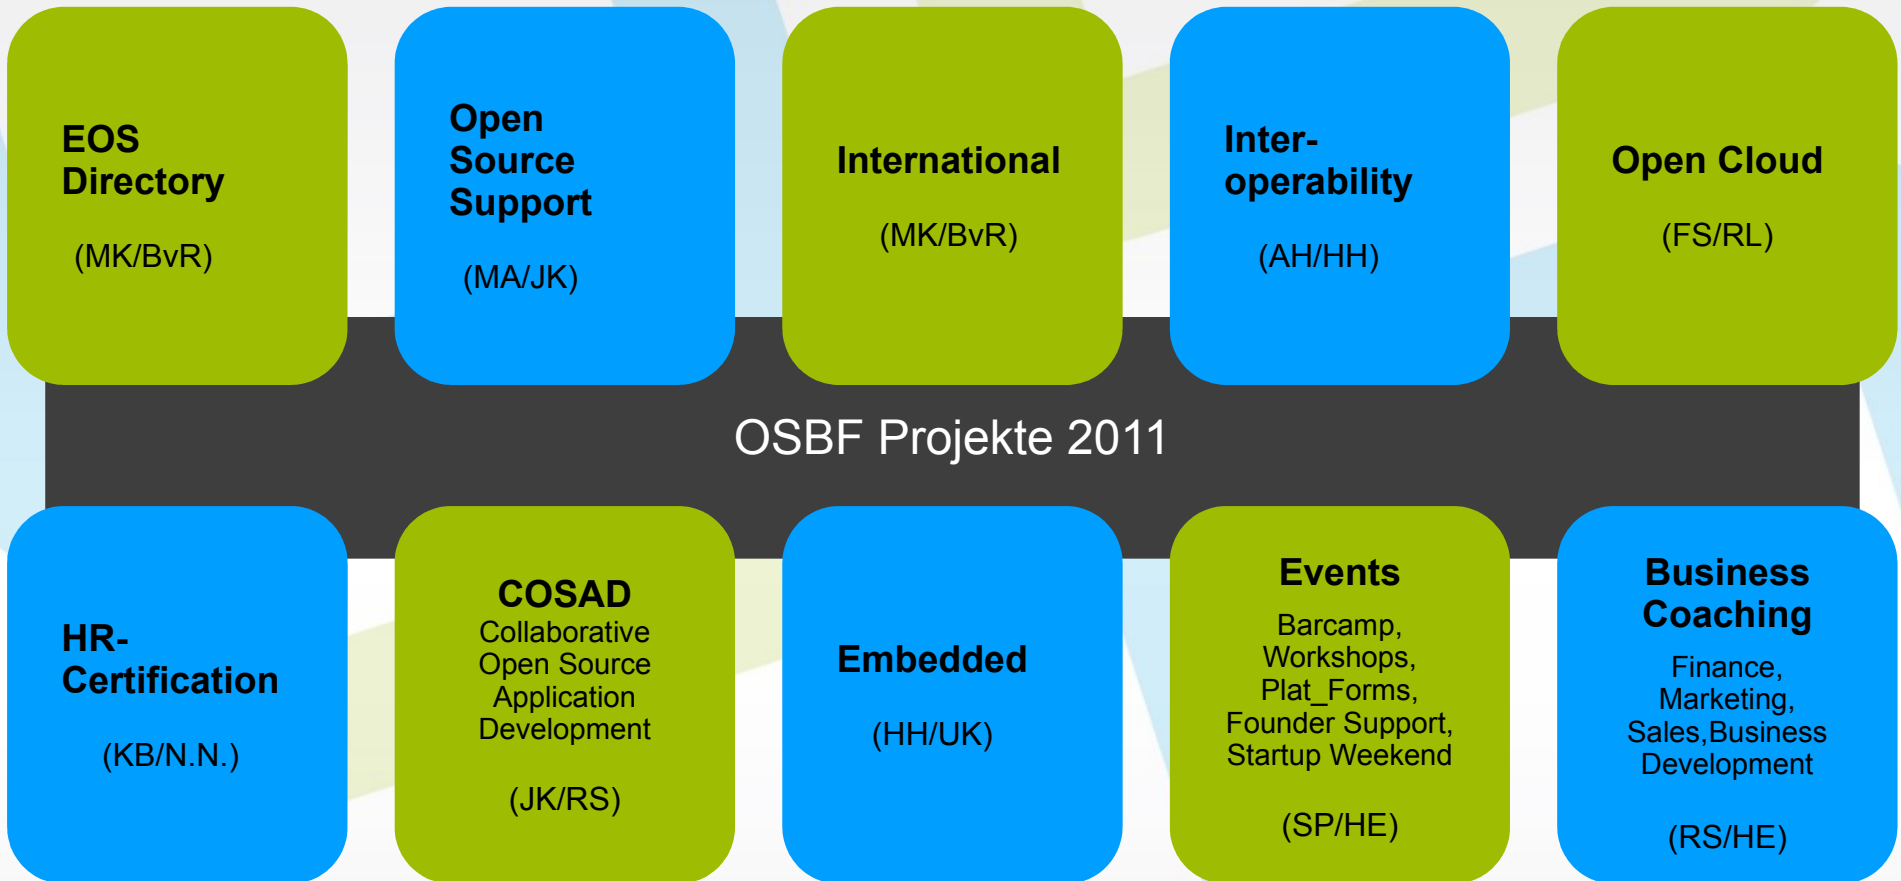 EOS
Directory
(MK/BvR)
Open
Source
Support
(MA/JK)
International
(MK/BvR)
Inter-
operability
(AH/HH)
Open Cloud
(FS/RL)
OSBF Projekte 2011
HR-
Certification
(KB/N.N.)
COSAD
Collaborative
Open Source
Application
Development
(JK/RS)
Embedded
(HH/UK)
Events
Barcamp,
Workshops,
Plat_Forms,
Founder Support,
Startup Weekend
(SP/HE)
Business
Coaching
Finance,
Marketing,
Sales,Business
Development
(RS/HE)